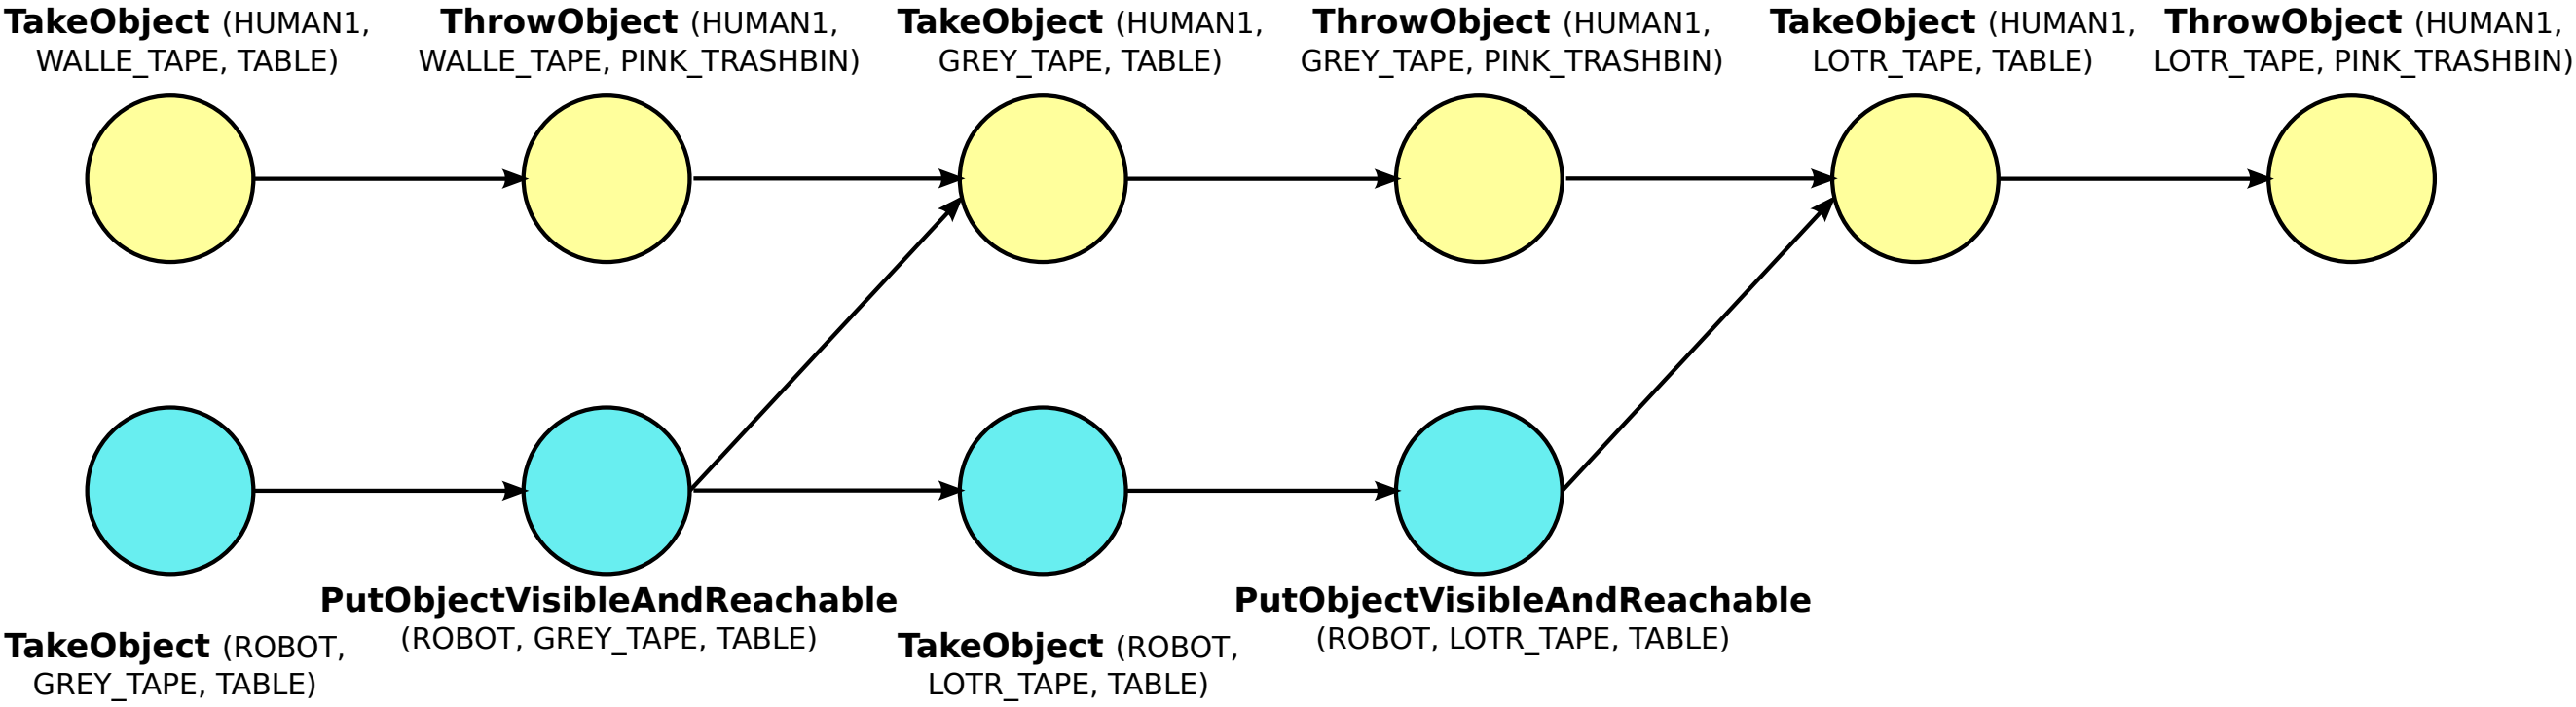 TakeObject (HUMAN1,
WALLE_TAPE, TABLE)
ThrowObject (HUMAN1,
WALLE_TAPE, PINK_TRASHBIN)
TakeObject (HUMAN1,
GREY_TAPE, TABLE)
ThrowObject (HUMAN1,
GREY_TAPE, PINK_TRASHBIN)
TakeObject (HUMAN1,
LOTR_TAPE, TABLE)
ThrowObject (HUMAN1,
LOTR_TAPE, PINK_TRASHBIN)
TakeObject (ROBOT,
GREY_TAPE, TABLE)
PutObjectVisibleAndReachable
(ROBOT, GREY_TAPE, TABLE)
TakeObject (ROBOT,
LOTR_TAPE, TABLE)
PutObjectVisibleAndReachable
(ROBOT, LOTR_TAPE, TABLE)